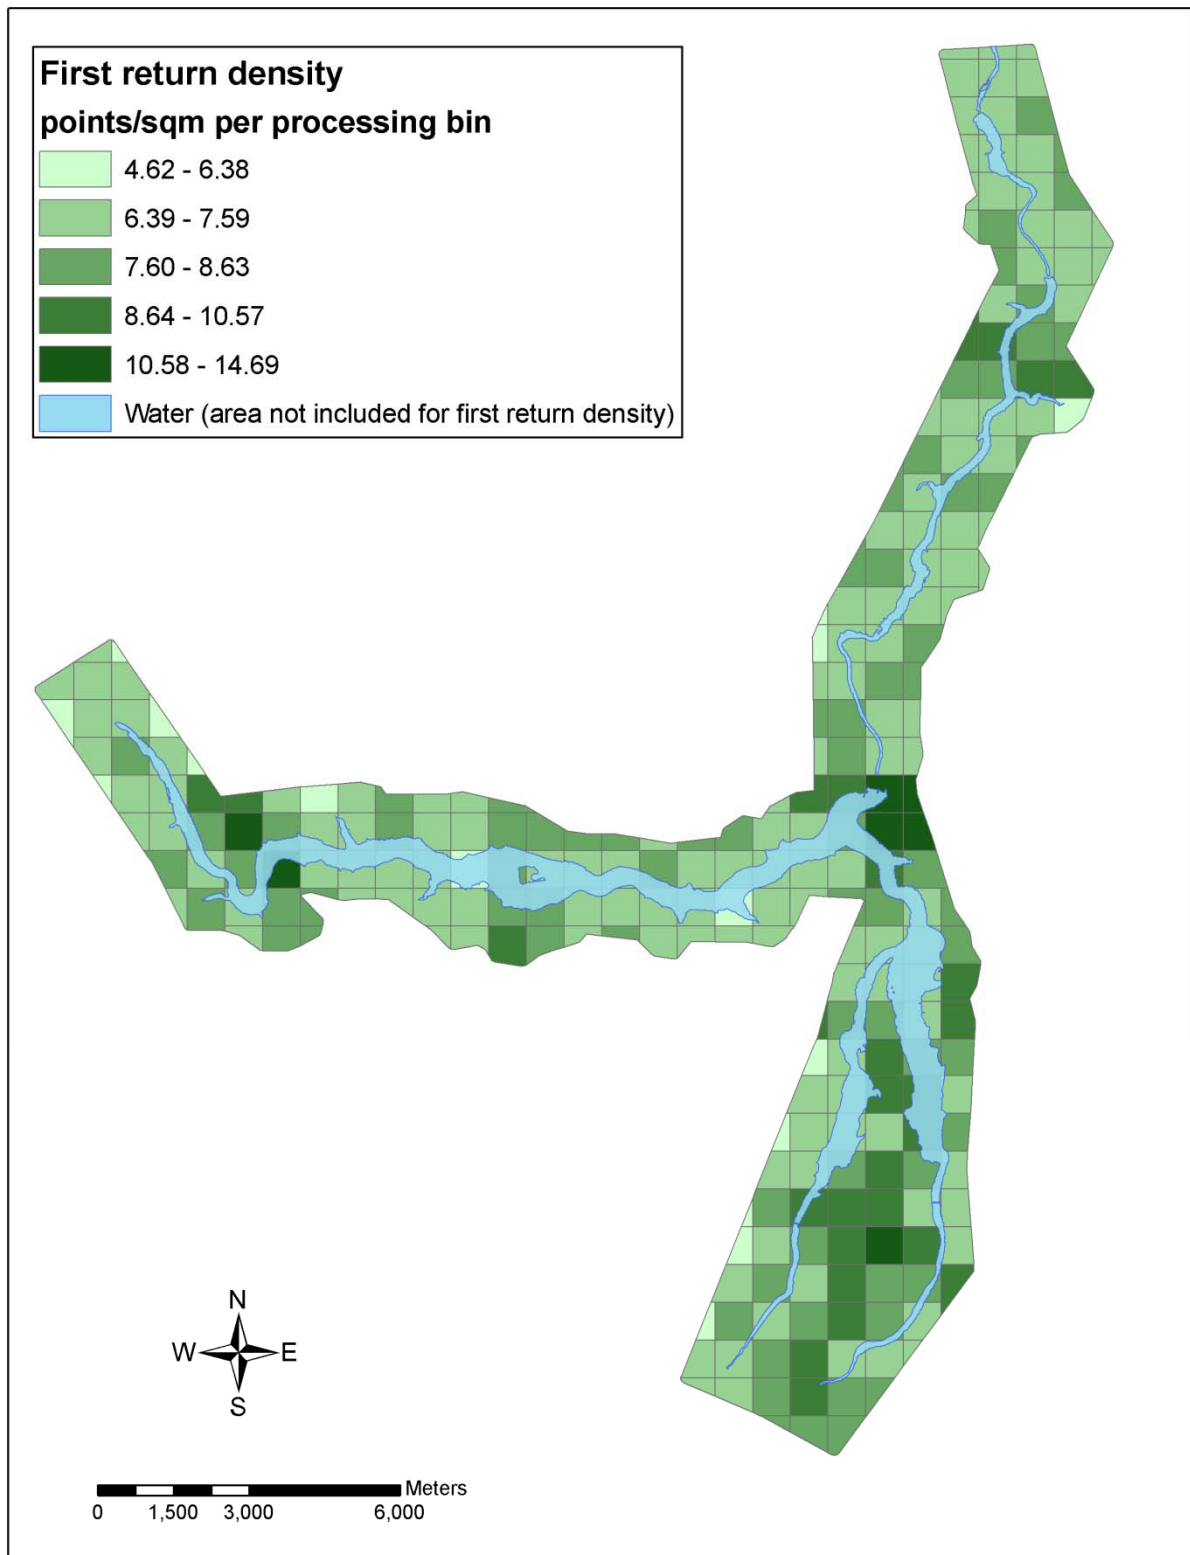 First return density
points/sqm per processing bin
4.62 - 6.38
6.39 - 7.59
7.60 - 8.63
8.64 - 10.57
10.58 - 14.69
Water (area not included for first return density)
N
W E
S
Meters
0 1,500 3,000 6,000